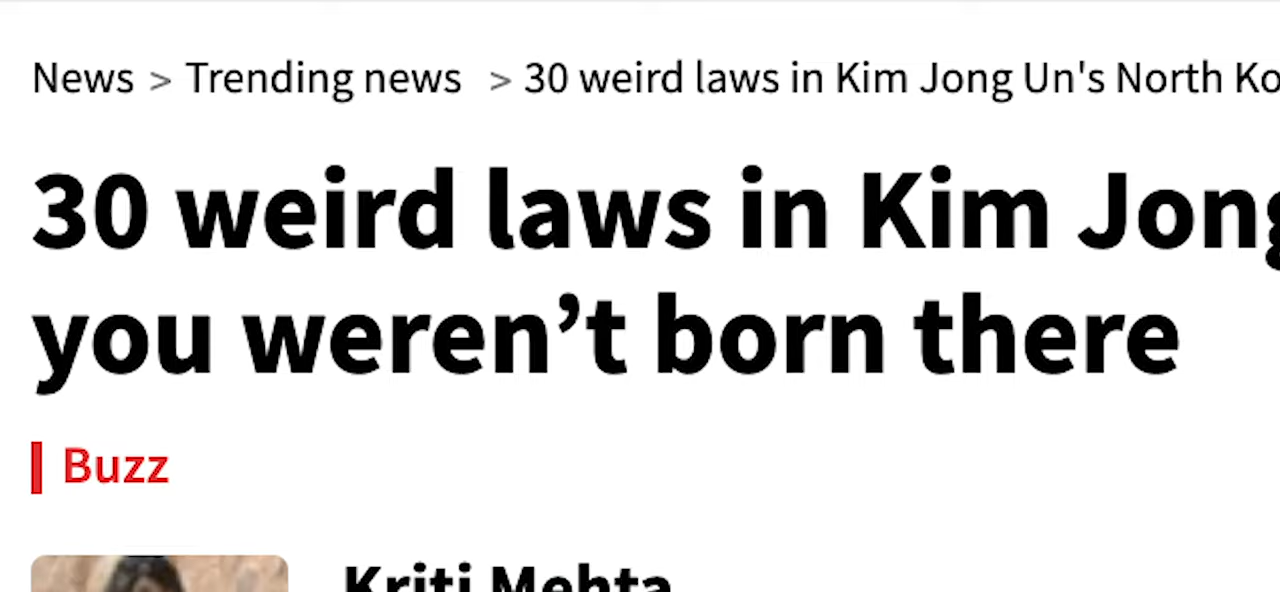 News > Trending news > 30 weird laws in Kim Jong Un's North Ko
30 weird laws in Kim Jong
you weren’t born there
Buzz
Kriti Mehta